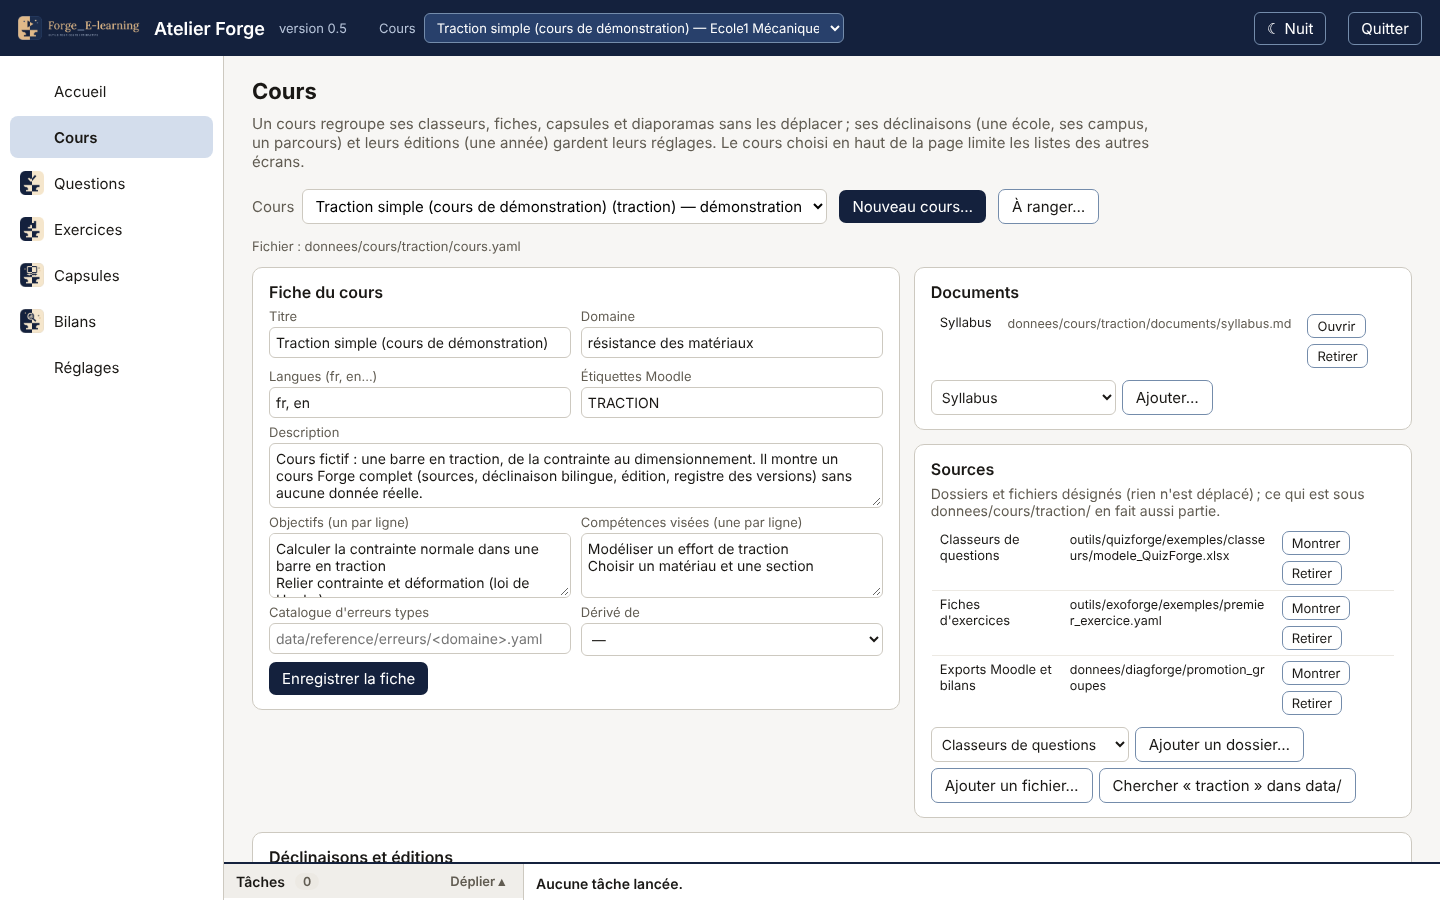 Forge_E-learning
Atelier Forge
version 0.5
Cours
Traction simple (cours de démonstration) — Ecole1 Mécanique
☾ Nuit
Quitter
Accueil
Cours
Questions
Exercices
Capsules
Bilans
Réglages
Cours
Un cours regroupe ses classeurs, fiches, capsules et diaporamas sans les déplacer ; ses déclinaisons (une école, ses campus,
un parcours) et leurs éditions (une année) gardent leurs réglages. Le cours choisi en haut de la page limite les listes des autres
écrans.
Cours
Traction simple (cours de démonstration) (traction) — démonstration
Nouveau cours...
À ranger...
Fichier : donnees/cours/traction/cours.yaml
Fiche du cours
Titre
Domaine
Traction simple (cours de démonstration)
résistance des matériaux
Langues (fr, en...)
Étiquettes Moodle
fr, en
TRACTION
Description
Cours fictif : une barre en traction, de la contrainte au dimensionnement. Il montre un
cours Forge complet (sources, déclinaison bilingue, édition, registre des versions) sans
aucune donnée réelle.
Objectifs (un par ligne)
Compétences visées (une par ligne)
Calculer la contrainte normale dans une
barre en traction
Relier contrainte et déformation (loi de
Modéliser un effort de traction
Choisir un matériau et une section
Catalogue d'erreurs types
Dérivé de
data/reference/erreurs/<domaine>.yaml
—
Enregistrer la fiche
Documents
Syllabus
donnees/cours/traction/documents/syllabus.md
Ouvrir
Retirer
Syllabus
Ajouter...
Sources
Dossiers et fichiers désignés (rien n'est déplacé) ; ce qui est sous
donnees/cours/traction/ en fait aussi partie.
Classeurs de
questions
outils/quizforge/exemples/classe
urs/modele_QuizForge.xlsx
Montrer
Retirer
Fiches
d'exercices
outils/exoforge/exemples/premie
r_exercice.yaml
Montrer
Retirer
Exports Moodle et
bilans
donnees/diagforge/promotion_gr
oupes
Montrer
Retirer
Classeurs de questions
Ajouter un dossier...
Ajouter un fichier...
Chercher « traction » dans data/
Déclinaisons et éditions
Tâches
0
Déplier ▴
Aucune tâche lancée.